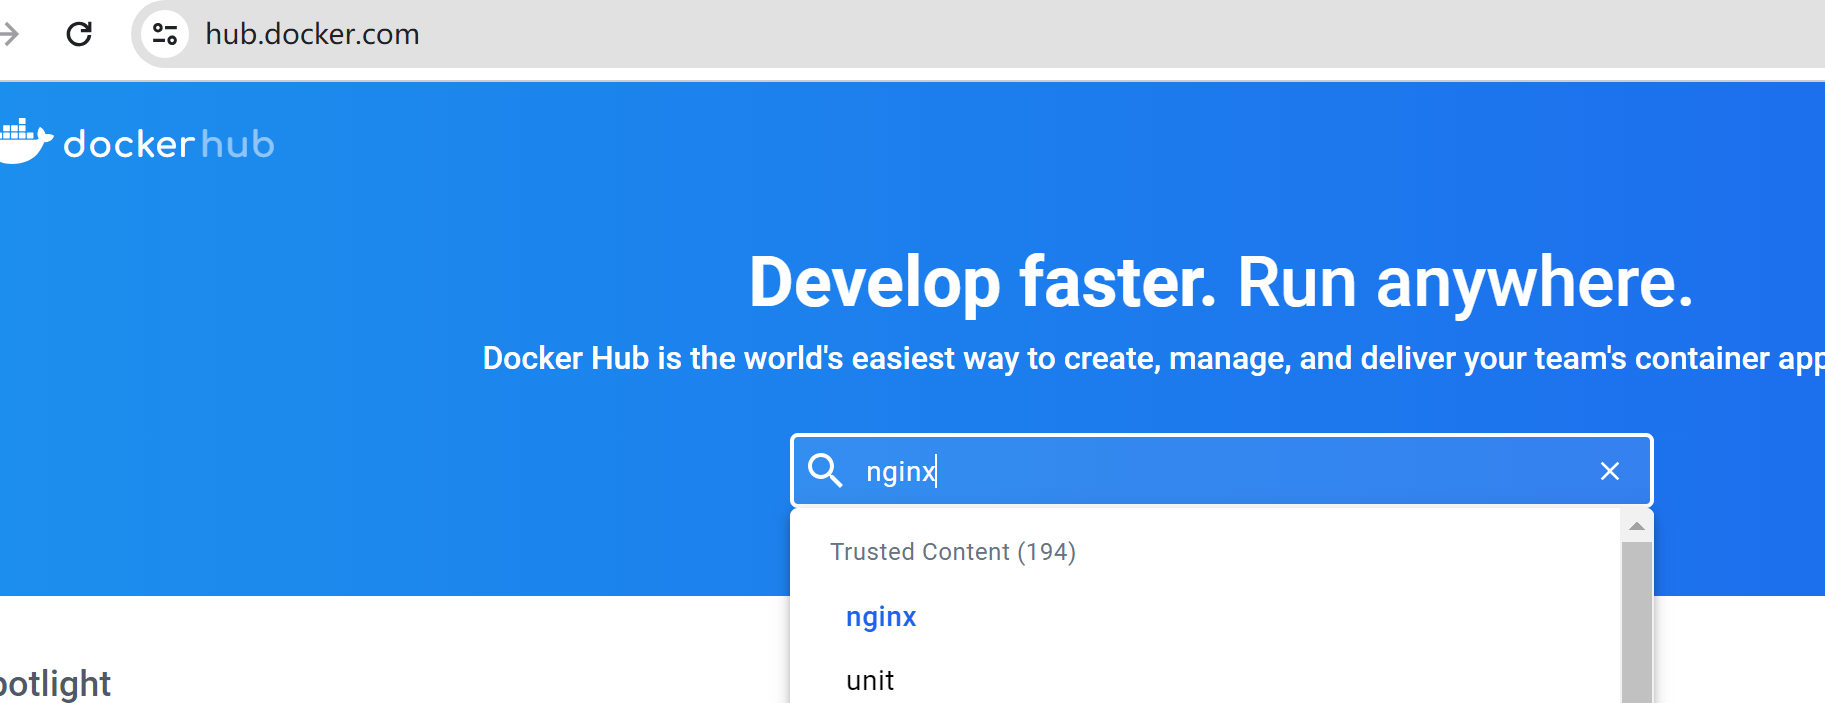 hub.docker.com
docker hub
Develop faster. Run anywhere.
Docker Hub is the world's easiest way to create, manage, and deliver your team's container app
nginx
Trusted Content (194)
nginx
unit
potlight